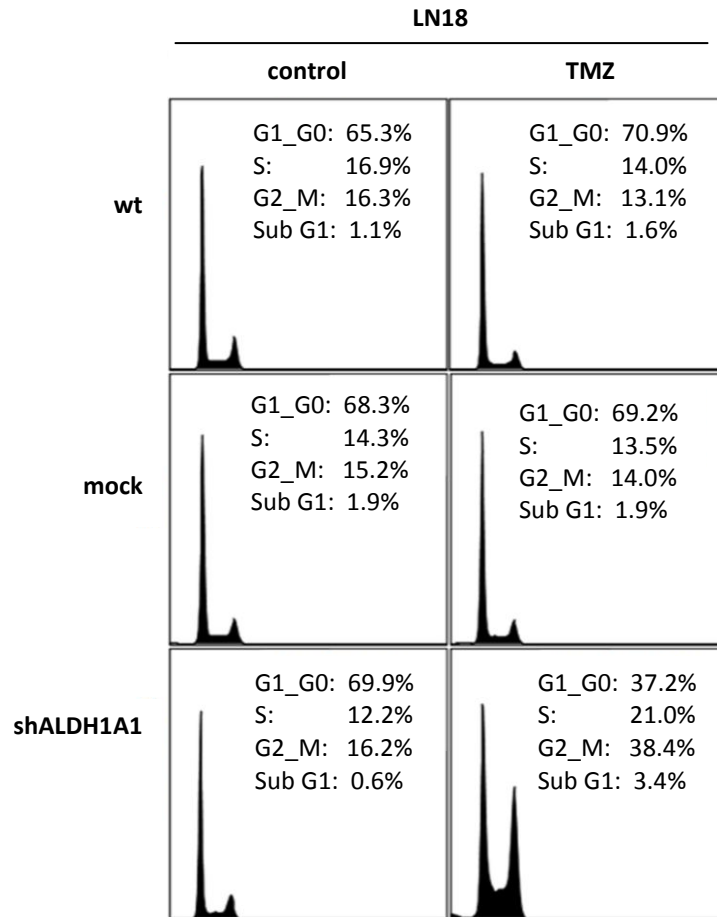 LN18
control TMZ
wt
G1_G0: 65.3%
S: 16.9%
G2_M: 16.3%
Sub G1: 1.1%
G1_G0: 70.9%
S: 14.0%
G2_M: 13.1%
Sub G1: 1.6%
mock
G1_G0: 68.3%
S: 14.3%
G2_M: 15.2%
Sub G1: 1.9%
G1_G0: 69.2%
S: 13.5%
G2_M: 14.0%
Sub G1: 1.9%
shALDH1A1
G1_G0: 69.9%
S: 12.2%
G2_M: 16.2%
Sub G1: 0.6%
G1_G0: 37.2%
S: 21.0%
G2_M: 38.4%
Sub G1: 3.4%